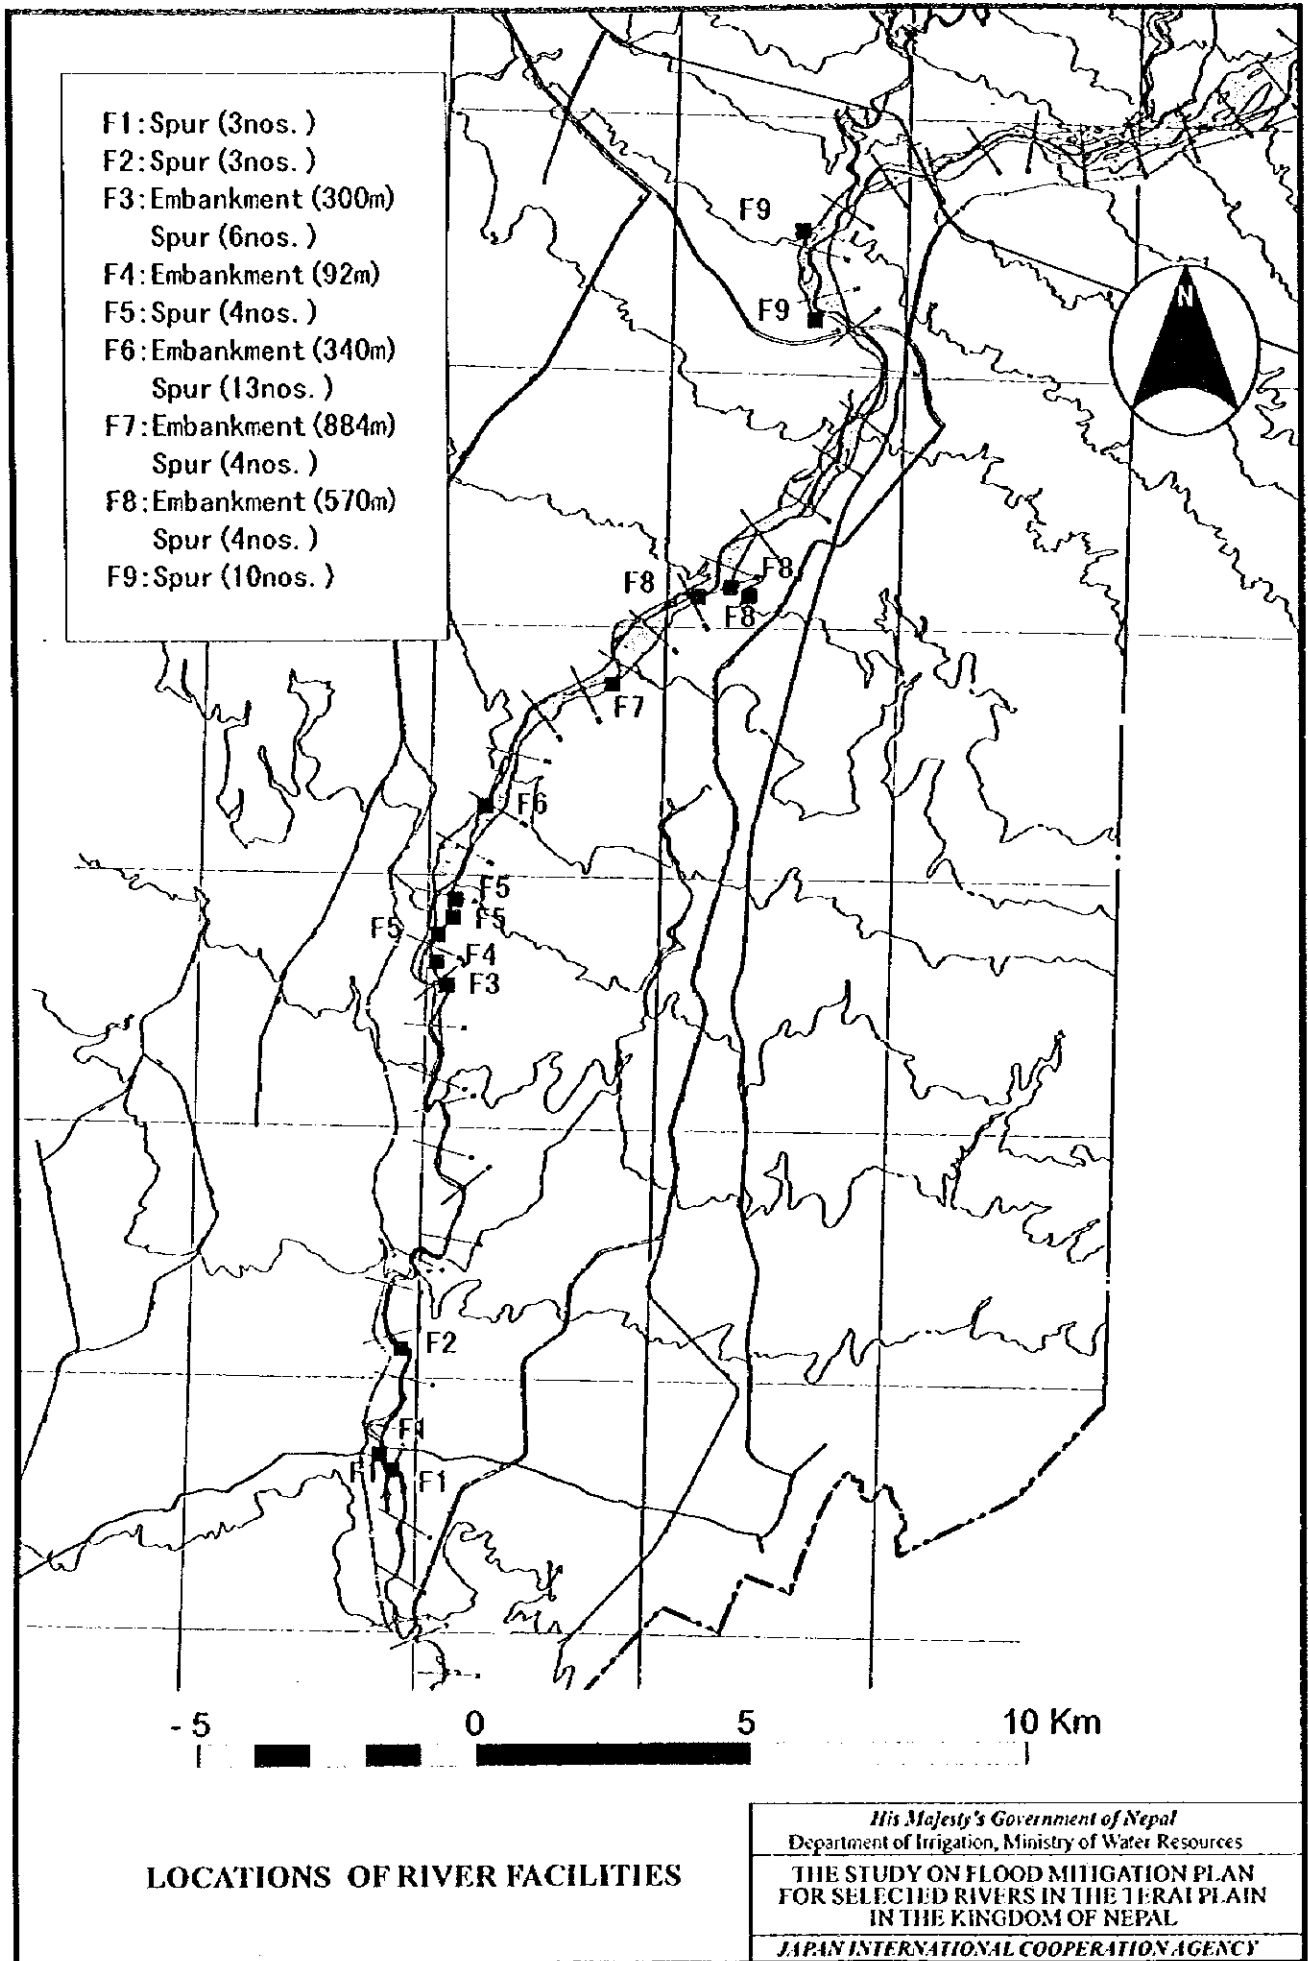 F1:Spur (3nos. )
F2:Spur (3nos. )
F3:Embankment (300m)
Spur (6nos. )
F4:Embankment (92m)
F5:Spur (4nos. )
F6:Embankment (340m)
Spur (13nos. )
F7:Embankment (884m)
Spur (4nos. )
F8:Embankment (570m)
Spur (4nos. )
F9:Spur (10nos. )
F9
N
F9
F8
F8
F8
F7
F6
F5
F5
F5
F4
F3
F2
F1
F1
F1
- 5 0 5 10 Km
LOCATIONS OF RIVER FACILITIES
His Majesty's Government of Nepal
Department of Irrigation, Ministry of Water Resources
THE STUDY ON FLOOD MITIGATION PLAN
FOR SELECTED RIVERS IN THE TERAI PLAIN
IN THE KINGDOM OF NEPAL
JAPAN INTERNATIONAL COOPERATION AGENCY